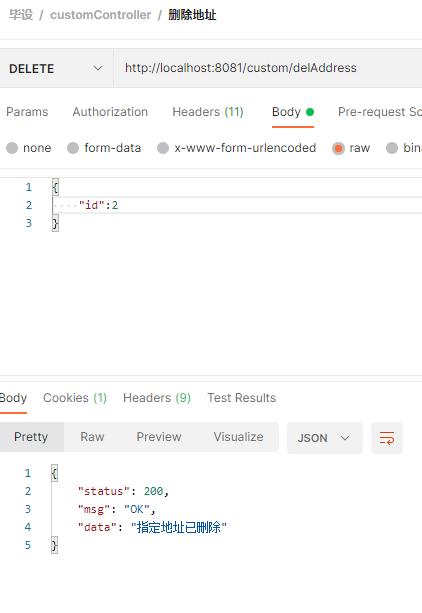 毕设 / customController / 删除地址
DELETE http://localhost:8081/custom/delAddress
Params Authorization Headers (11) Body Pre-request Sc
none form-data x-www-form-urlencoded raw bina
1 {
2 "id":2
3 }
Body Cookies (1) Headers (9) Test Results
Pretty Raw Preview Visualize JSON
1 {
2 "status": 200,
3 "msg": "OK",
4 "data": "指定地址已删除"
5 }